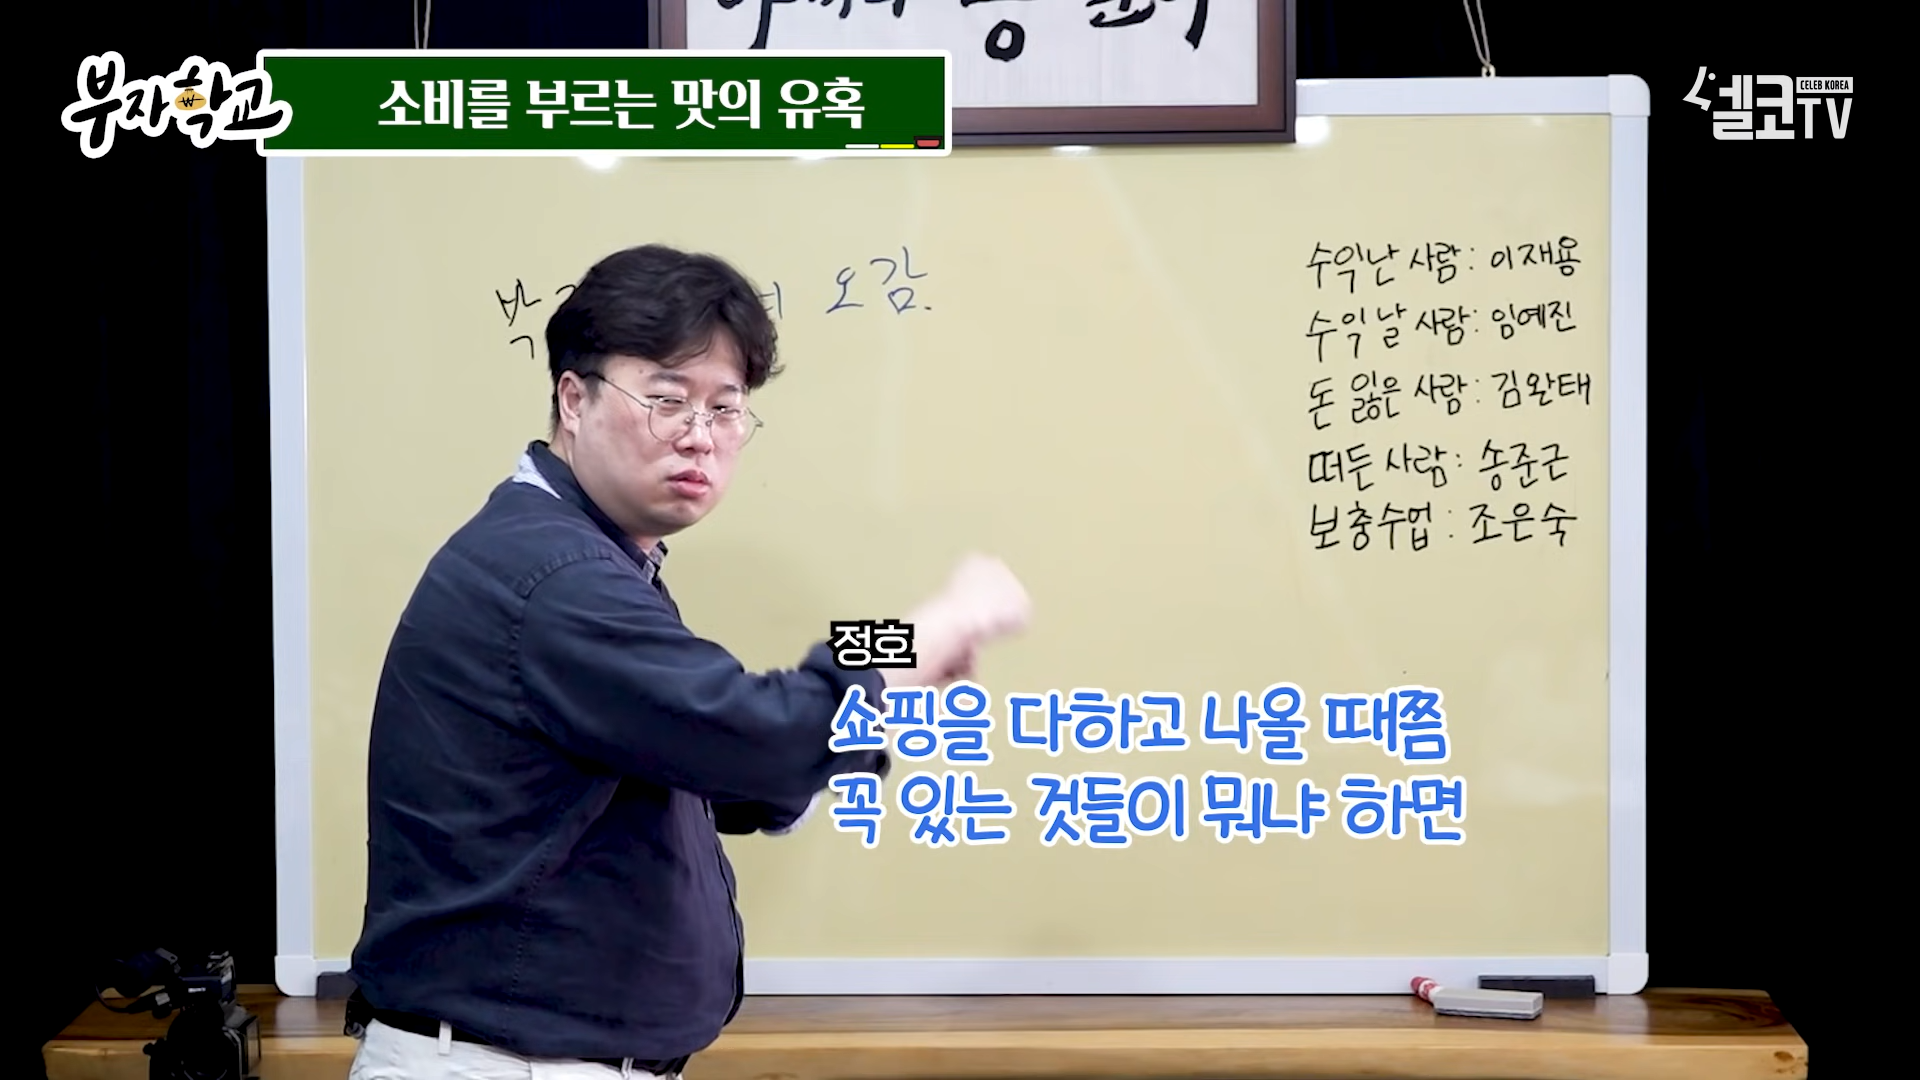 부자학교
소비를 부르는 맛의 유혹
셀코TV
CELEB KOREA
박
오감.
수익난 사람: 이재용
수익날 사람: 임예진
돈 잃은 사람: 김완태
떠든 사람: 송준근
보충수업: 조은숙
정호
쇼핑을 다하고 나올 때쯤
꼭 있는 것들이 뭐냐 하면